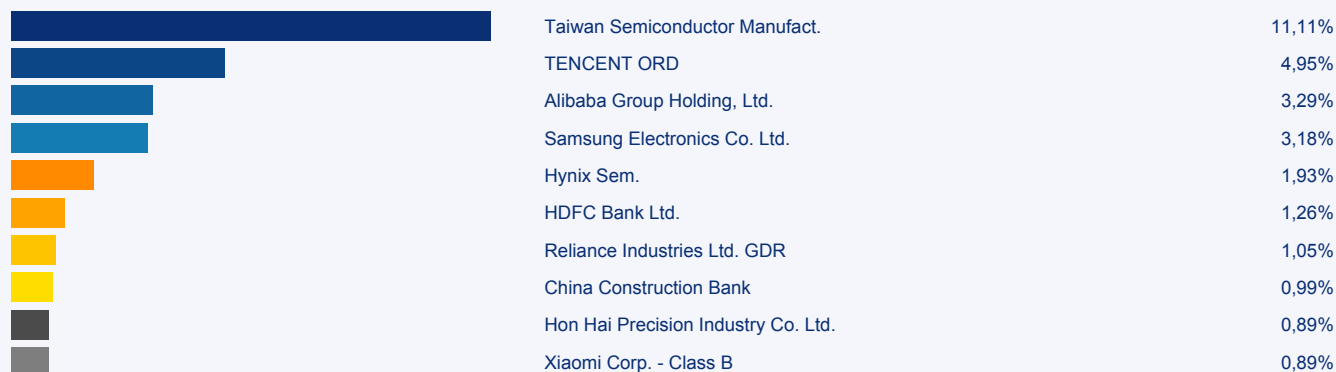 Taiwan Semiconductor Manufact. 11,11%
TENCENT ORD 4,95%
Alibaba Group Holding, Ltd. 3,29%
Samsung Electronics Co. Ltd. 3,18%
Hynix Sem. 1,93%
HDFC Bank Ltd. 1,26%
Reliance Industries Ltd. GDR 1,05%
China Construction Bank 0,99%
Hon Hai Precision Industry Co. Ltd. 0,89%
Xiaomi Corp. - Class B 0,89%